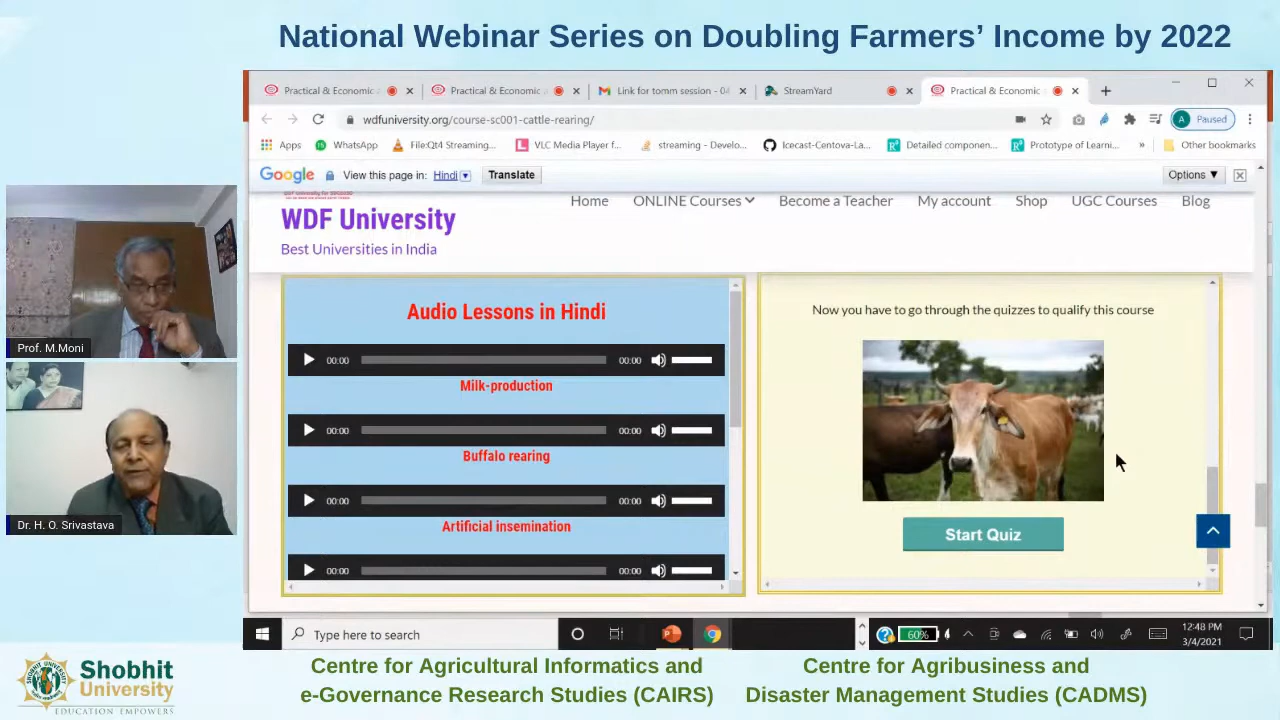 National Webinar Series on Doubling Farmers’ Income by 2022
Practical & Economic
Practical & Economic
Link for tomm session - 04
StreamYard
Practical & Economic
wdfuniversity.org/course-sc001-cattle-rearing/
A Paused
Apps
WhatsApp
File:Qt4 Streaming...
VLC Media Player f...
streaming - Develo...
Icecast-Centova-La...
Detailed component...
Prototype of Learni...
»
Other bookmarks
Google View this page in: Hindi Translate Options ▼
WDF University
Best Universities in India
Home
ONLINE Courses
Become a Teacher
My account
Shop
UGC Courses
Blog
Audio Lessons in Hindi
00:00 00:00
Milk-production
00:00 00:00
Buffalo rearing
00:00 00:00
Artificial insemination
00:00 00:00
Now you have to go through the quizzes to qualify this course
Start Quiz
Prof. M.Moni
Dr. H. O. Srivastava
Type here to search
60%
12:48 PM
3/4/2021
Shobhit
University
EDUCATION EMPOWERS
Centre for Agricultural Informatics and
e-Governance Research Studies (CAIRS)
Centre for Agribusiness and
Disaster Management Studies (CADMS)